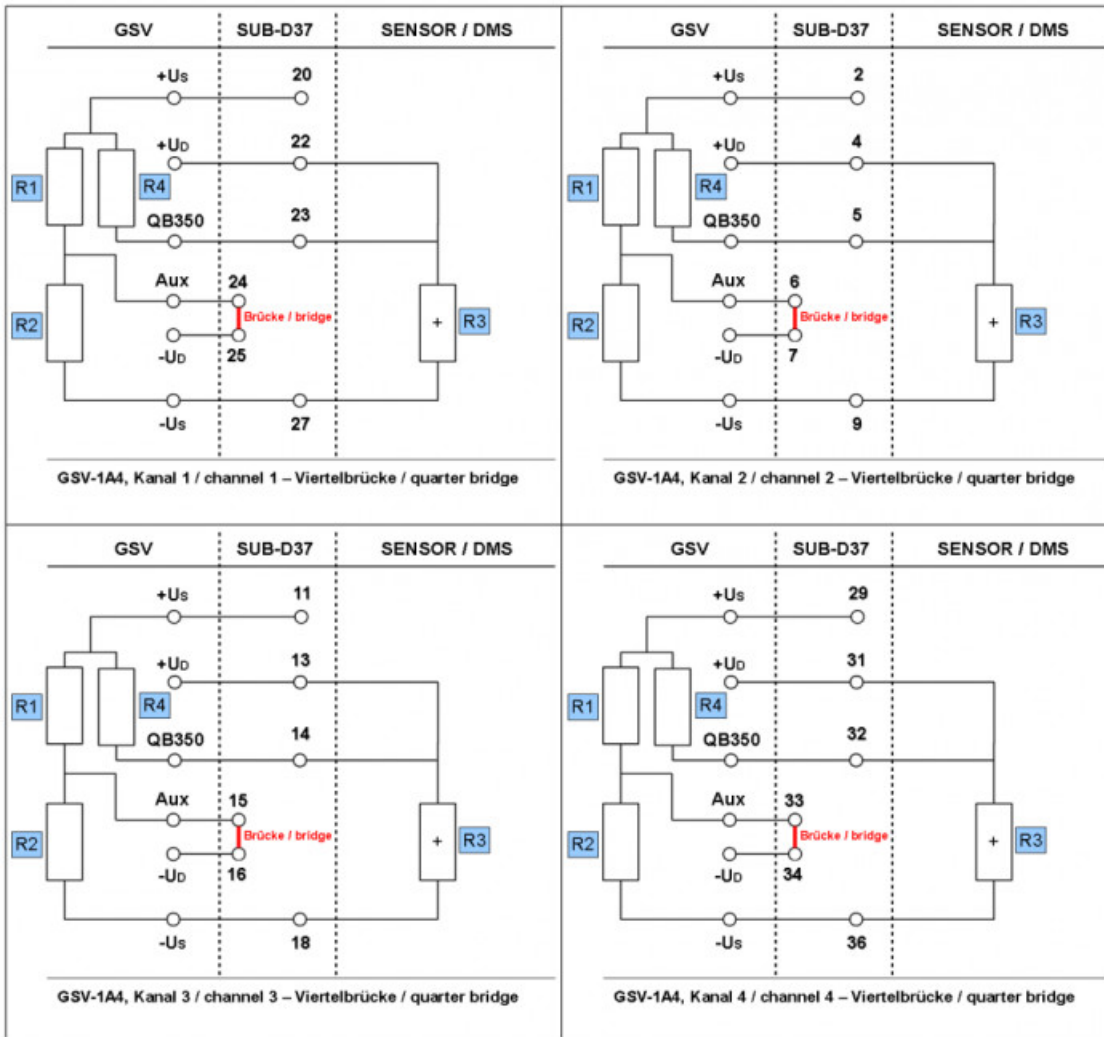 GSV SUB-D37 SENSOR / DMS
+Us 20
+UD 22
R1 R4
QB350 23
Aux 24
R2 Brücke / bridge + R3
-UD 25
-Us 27
GSV-1A4, Kanal 1 / channel 1 – Viertelbrücke / quarter bridge
GSV SUB-D37 SENSOR / DMS
+Us 2
+UD 4
R1 R4
QB350 5
Aux 6
R2 Brücke / bridge + R3
-UD 7
-Us 9
GSV-1A4, Kanal 2 / channel 2 – Viertelbrücke / quarter bridge
GSV SUB-D37 SENSOR / DMS
+Us 11
+UD 13
R1 R4
QB350 14
Aux 15
R2 Brücke / bridge + R3
-UD 16
-Us 18
GSV-1A4, Kanal 3 / channel 3 – Viertelbrücke / quarter bridge
GSV SUB-D37 SENSOR / DMS
+Us 29
+UD 31
R1 R4
QB350 32
Aux 33
R2 Brücke / bridge + R3
-UD 34
-Us 36
GSV-1A4, Kanal 4 / channel 4 – Viertelbrücke / quarter bridge